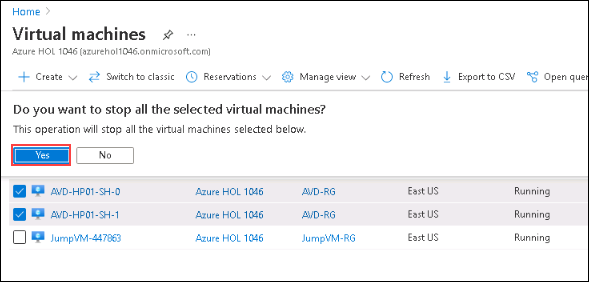 Home >
Virtual machines ...
Azure HOL 1046 (azurehol1046.onmicrosoft.com)
+ Create Switch to classic Reservations Manage view Refresh Export to CSV Open quer
Do you want to stop all the selected virtual machines?
This operation will stop all the virtual machines selected below.
Yes No
AVD-HP01-SH-0 Azure HOL 1046 AVD-RG East US Running
AVD-HP01-SH-1 Azure HOL 1046 AVD-RG East US Running
JumpVM-447863 Azure HOL 1046 JumpVM-RG East US Running